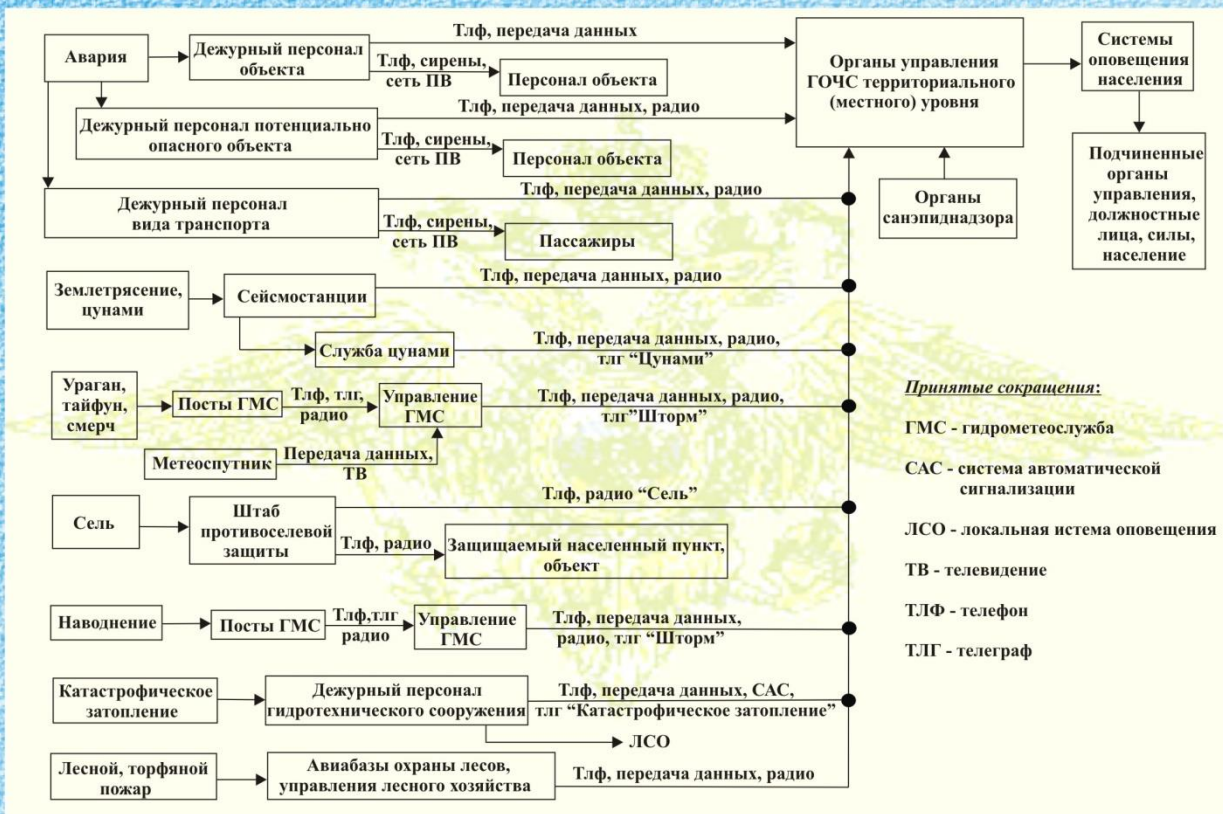 Авария
Дежурный персонал
объекта
Тлф, передача данных
Тлф, сирены,
сеть ПВ
Персонал объекта
Органы управления
ГОЧС территориального
(местного) уровня
Системы
оповещения
населения
Дежурный персонал потенциально
опасного объекта
Тлф, передача данных, радио
Тлф, сирены,
сеть ПВ
Персонал объекта
Подчиненные
органы
управления,
должностные
лица, силы,
население
Органы
санэпиднадзора
Дежурный персонал
вида транспорта
Тлф, передача данных, радио
Тлф, сирены,
сеть ПВ
Пассажиры
Землетрясение,
цунами
Сейсмостанции
Тлф, передача данных, радио
Служба цунами
Тлф, передача данных, радио,
тлг “Цунами”
Ураган,
тайфун,
смерч
Посты ГМС
Тлф, тлг,
радио
Управление
ГМС
Тлф, передача данных, радио,
тлг”Шторм”
Метеоспутник
Передача данных,
ТВ
Сель
Штаб
противоселевой
защиты
Тлф, радио “Сель”
Тлф, радио
Защищаемый населенный пункт,
объект
Наводнение
Посты ГМС
Тлф,тлг
радио
Управление
ГМС
Тлф, передача данных,
радио, тлг “Шторм”
Катастрофическое
затопление
Дежурный персонал
гидротехнического сооружения
Тлф, передача данных, САС,
тлг “Катастрофическое затопление”
ЛСО
Лесной, торфяной
пожар
Авиабазы охраны лесов,
управления лесного хозяйства
Тлф, передача данных, радио
Принятые сокращения:
ГМС - гидрометеослужба
САС - система автоматической
сигнализации
ЛСО - локальная истема оповещения
ТВ - телевидение
ТЛФ - телефон
ТЛГ - телеграф